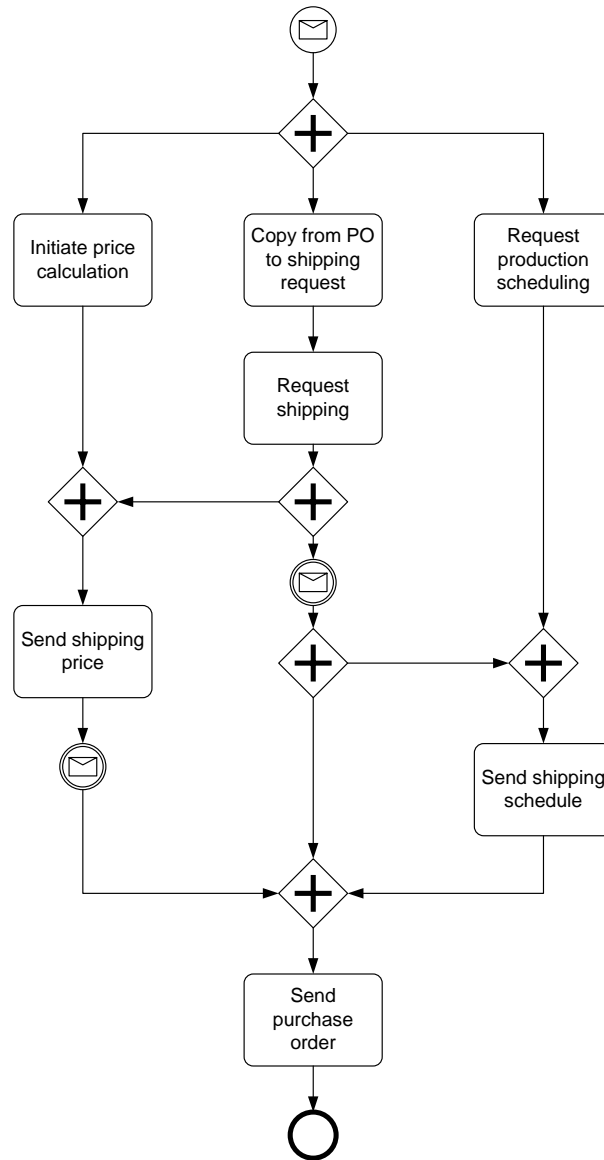 Initiate price
calculation
Copy from PO
to shipping
request
Request
production
scheduling
Request
shipping
Send shipping
price
Send shipping
schedule
Send
purchase
order